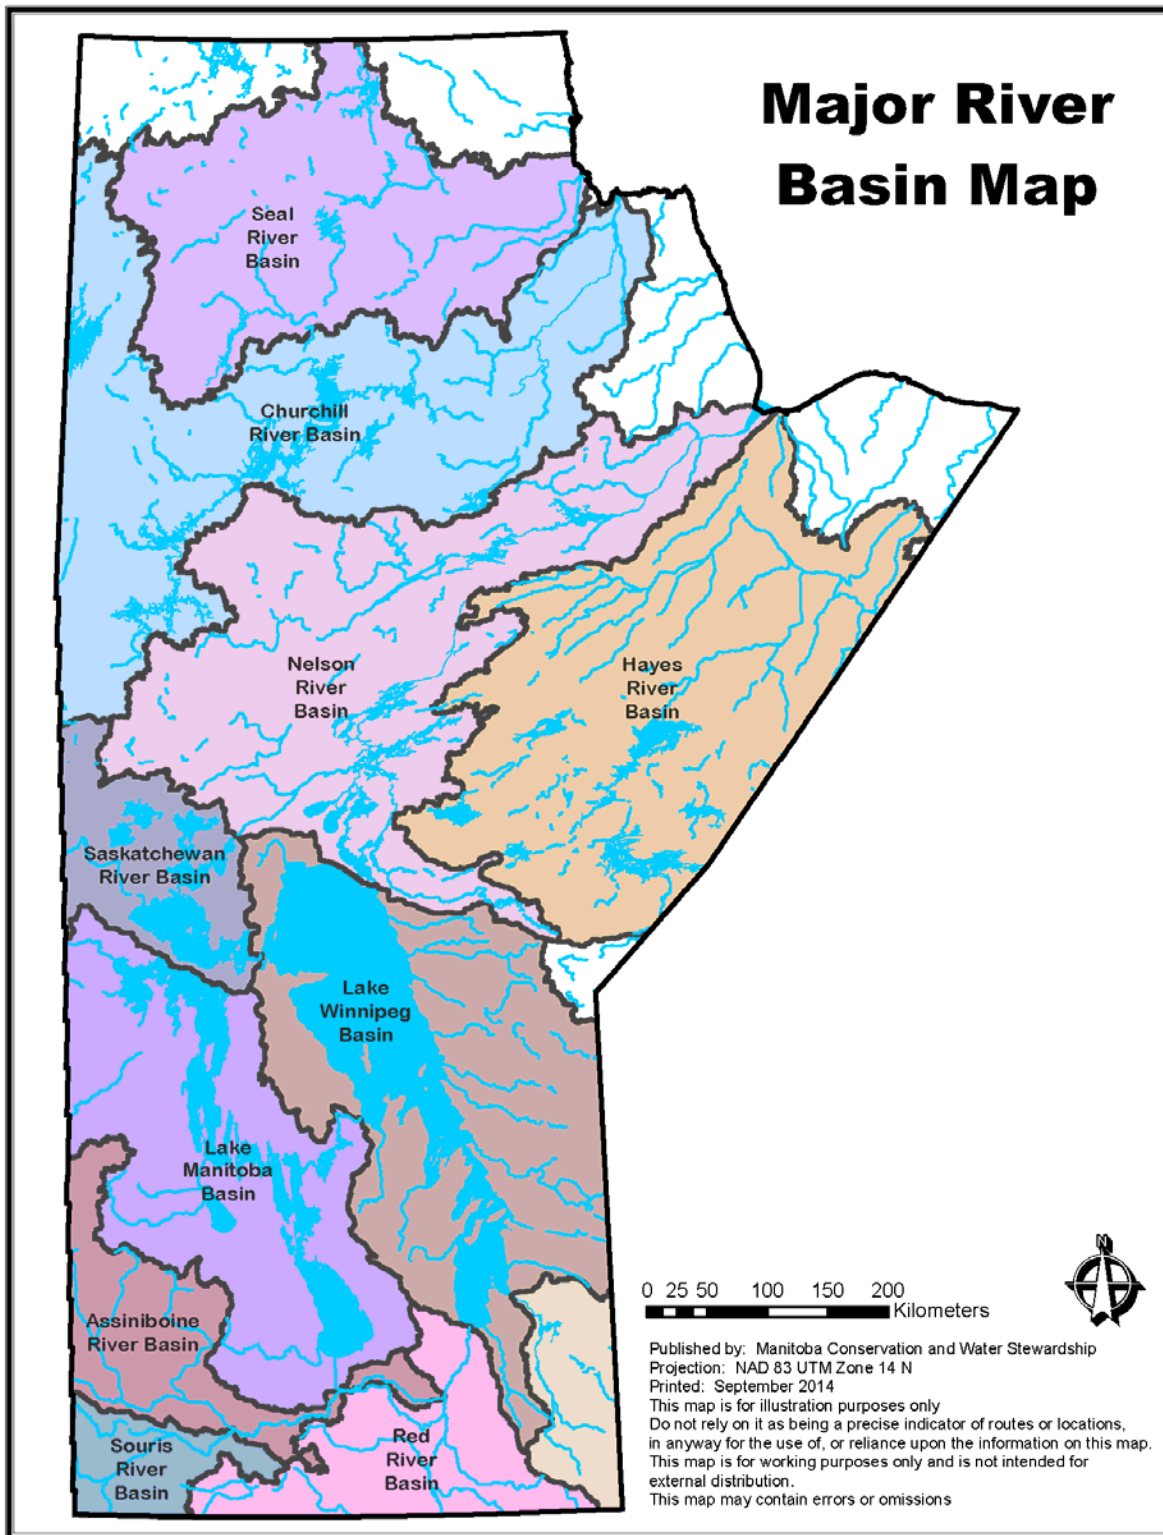 Major River
Basin Map
Seal
River
Basin
Churchill
River Basin
Nelson
River
Basin
Hayes
River
Basin
Saskatchewan
River Basin
Lake
Winnipeg
Basin
Lake
Manitoba
Basin
Assiniboine
River Basin
Souris
River
Basin
Red
River
Basin
N
0 25 50 100 150 200
Kilometers
Published by: Manitoba Conservation and Water Stewardship
Projection: NAD 83 UTM Zone 14 N
Printed: September 2014
This map is for illustration purposes only
Do not rely on it as being a precise indicator of routes or locations,
in anyway for the use of, or reliance upon the information on this map.
This map is for working purposes only and is not intended for
external distribution.
This map may contain errors or omissions